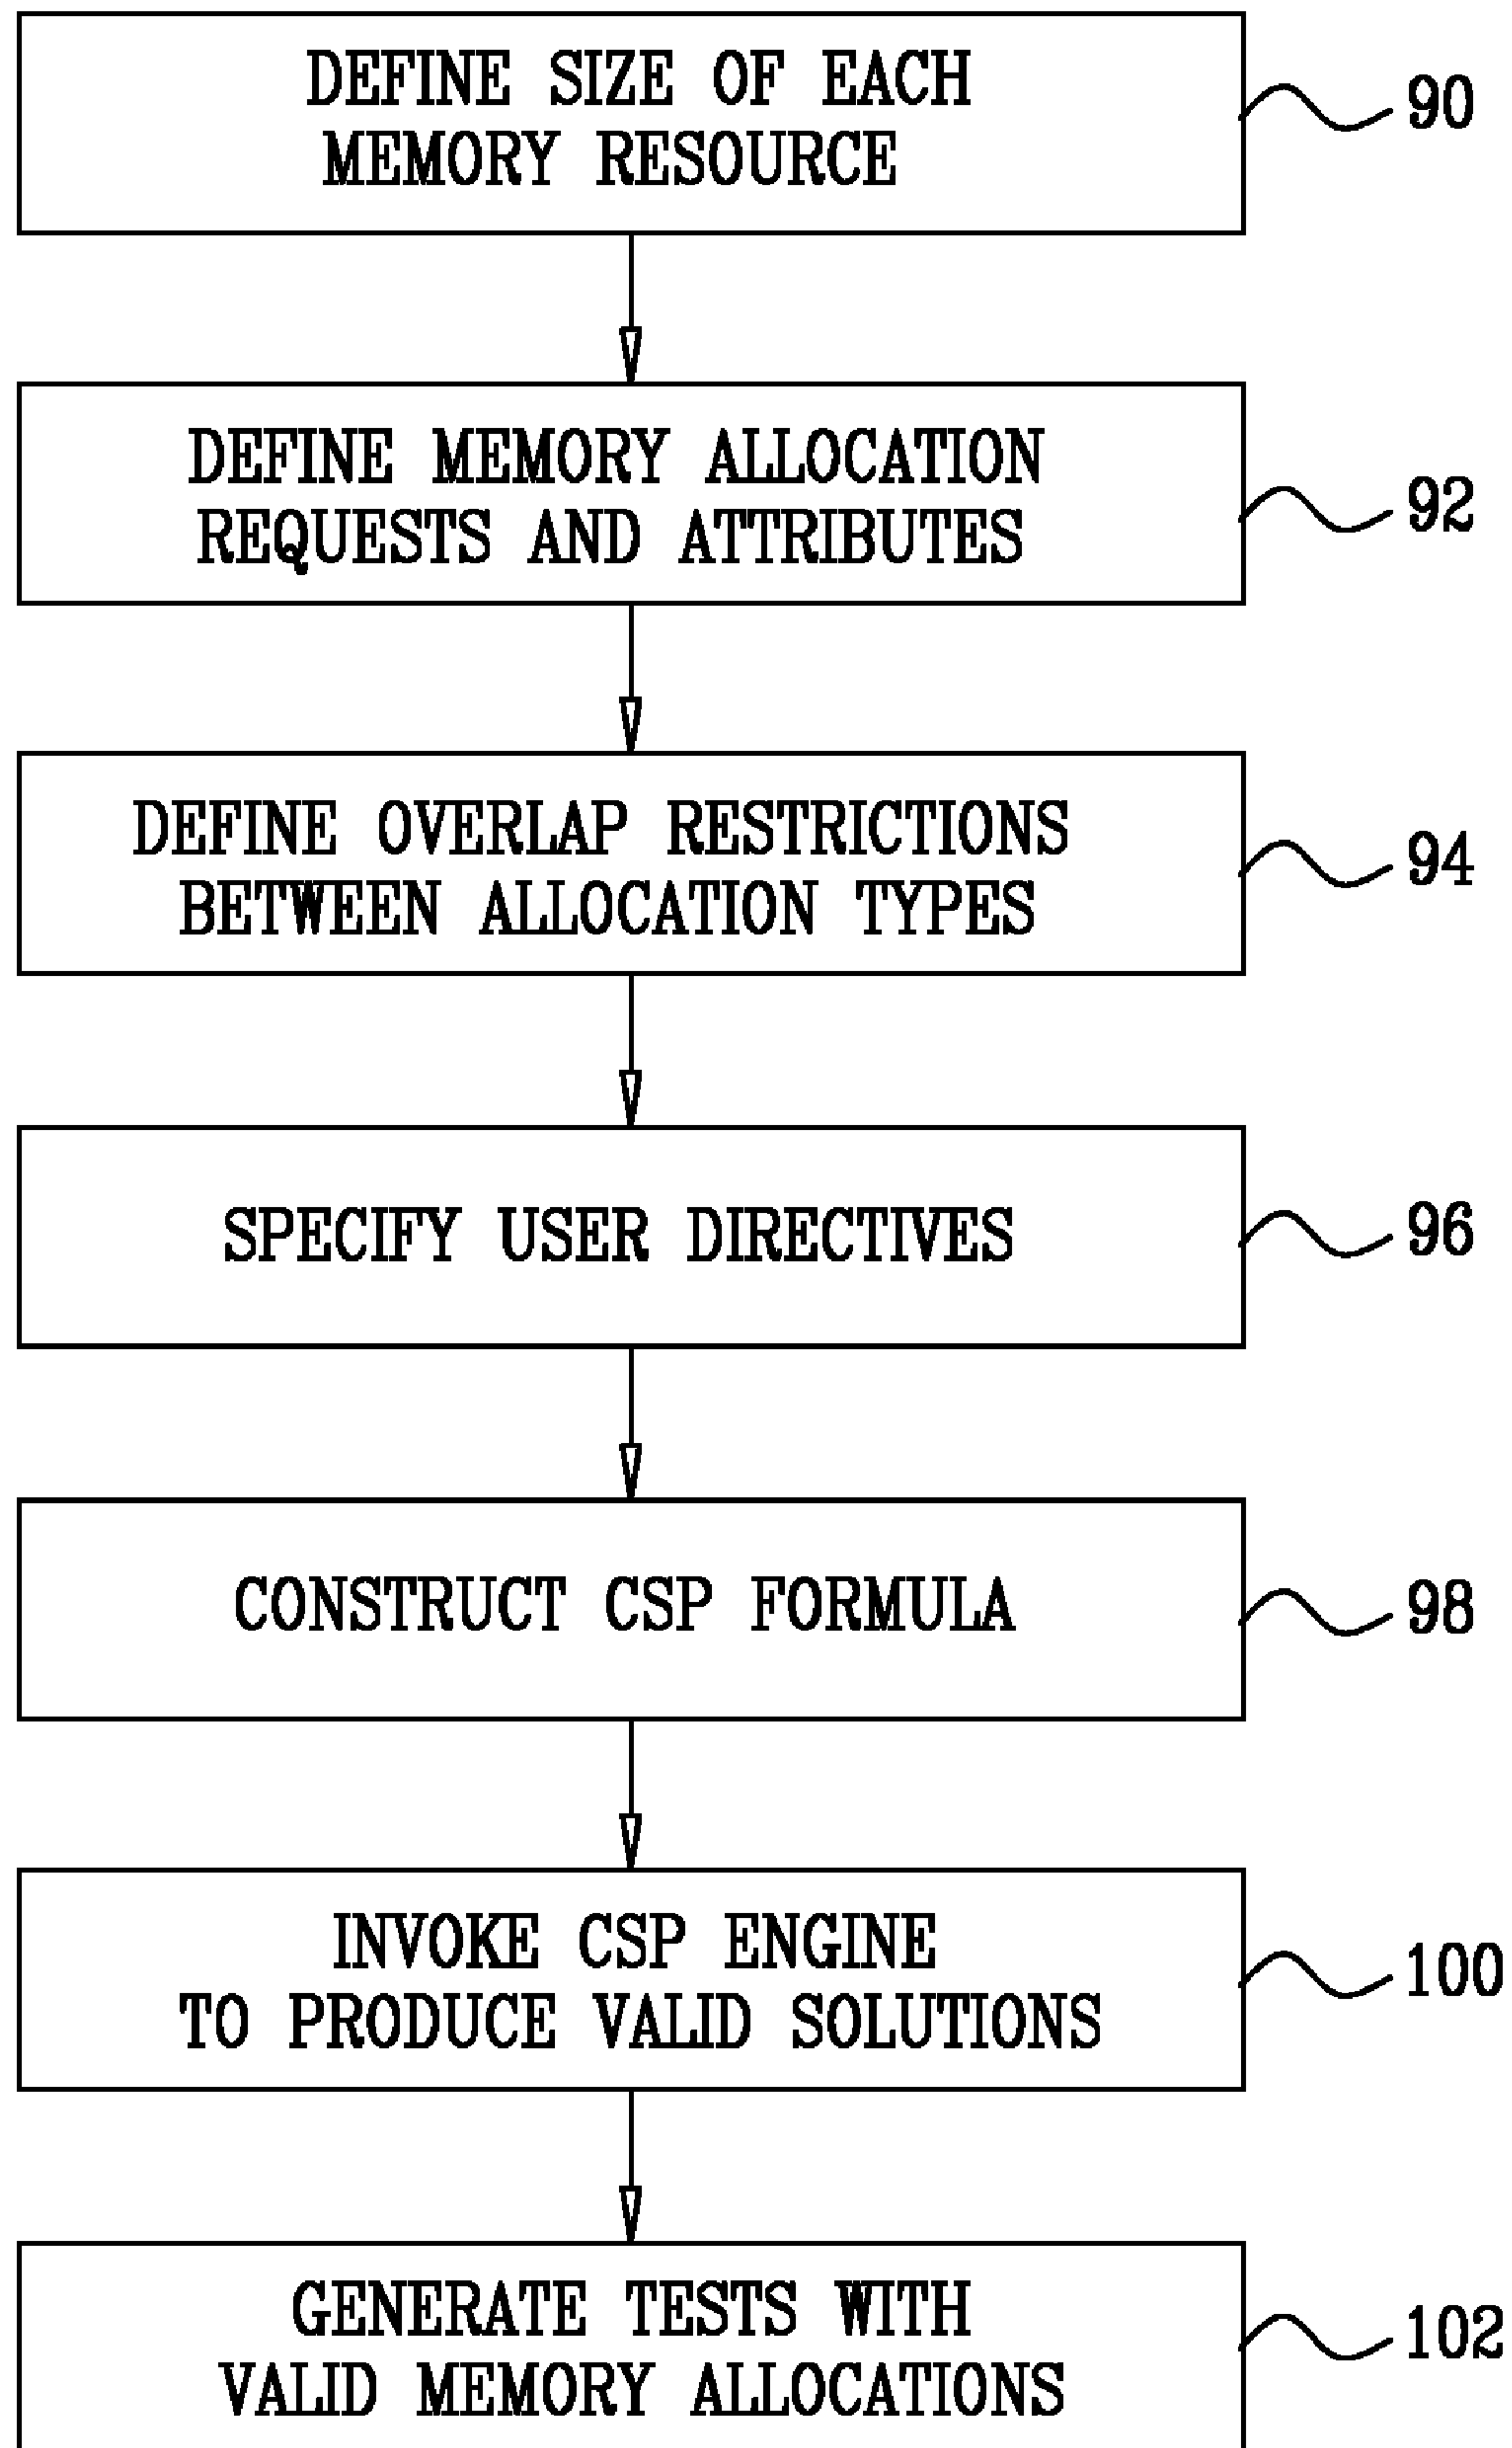 DEFINE SIZE OF EACH
MEMORY RESOURCE
90
DEFINE MEMORY ALLOCATION
REQUESTS AND ATTRIBUTES
92
DEFINE OVERLAP RESTRICTIONS
BETWEEN ALLOCATION TYPES
94
SPECIFY USER DIRECTIVES
96
CONSTRUCT CSP FORMULA
98
INVOKE CSP ENGINE
TO PRODUCE VALID SOLUTIONS
100
GENERATE TESTS WITH
VALID MEMORY ALLOCATIONS
102